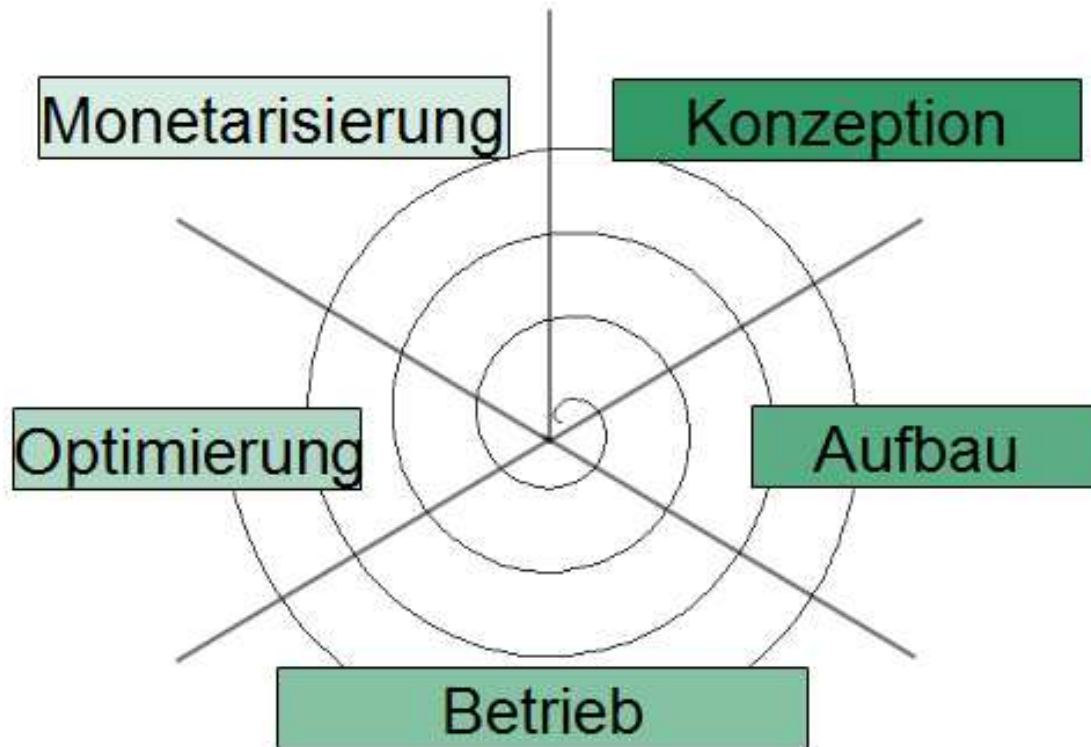 Monetarisierung
Konzeption
Optimierung
Aufbau
Betrieb